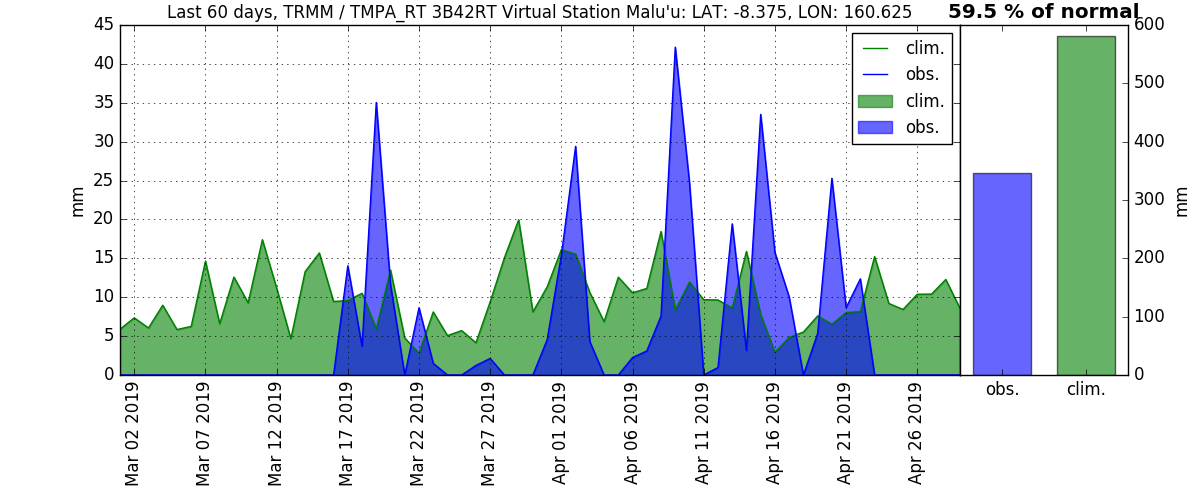 Last 60 days, TRMM / TMPA_RT 3B42RT Virtual Station Malu'u: LAT: -8.375, LON: 160.625
59.5 % of normal
45
40
35
30
25
20
15
10
5
0
mm
clim.
obs.
clim.
obs.
Mar 02 2019
Mar 07 2019
Mar 12 2019
Mar 17 2019
Mar 22 2019
Mar 27 2019
Apr 01 2019
Apr 06 2019
Apr 11 2019
Apr 16 2019
Apr 21 2019
Apr 26 2019
600
500
400
300
200
100
0
mm
obs.
clim.